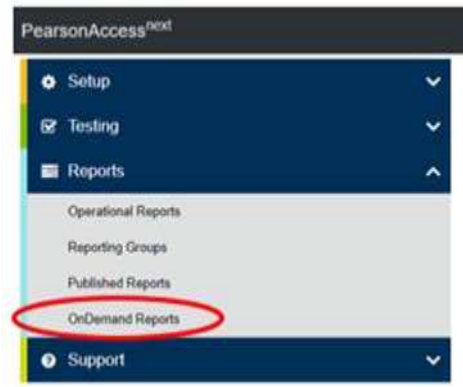 PearsonAccessnext
Setup
Testing
Reports
Operational Reports
Reporting Groups
Published Reports
OnDemand Reports
Support